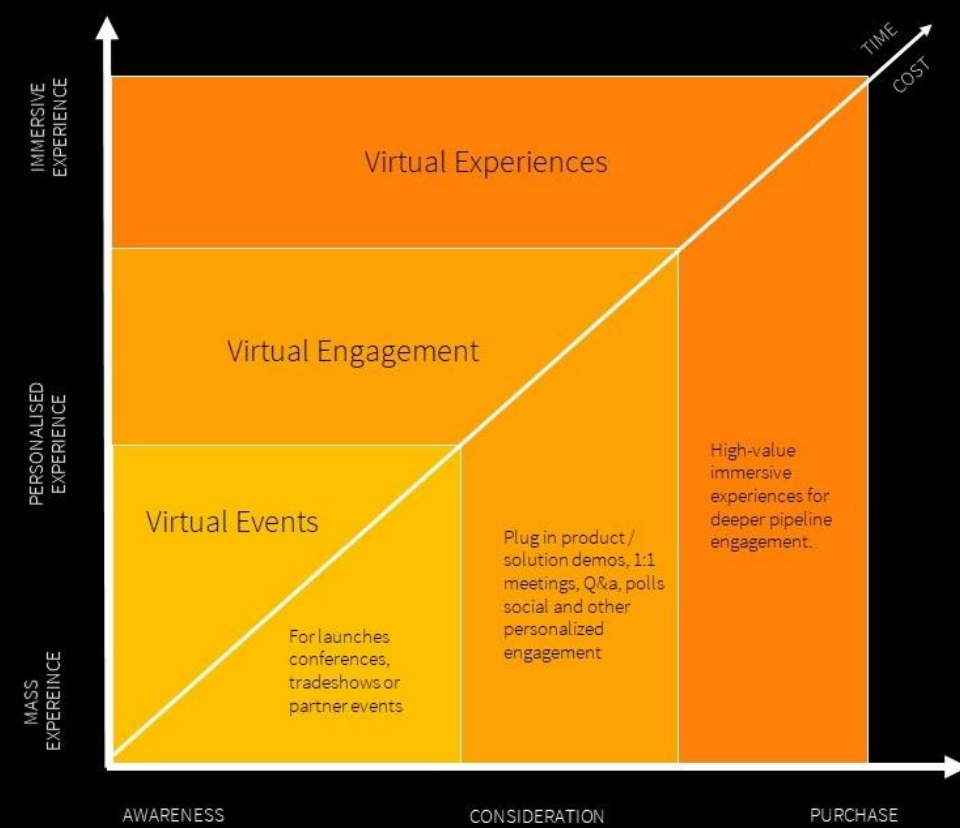 TIME
COST
IMMERSIVE
EXPERIENCE
Virtual Experiences
PERSONALISED
EXPERIENCE
Virtual Engagement
High-value
immersive
experiences for
deeper pipeline
engagement.
Virtual Events
Plug in product /
solution demos, 1:1
meetings, Q&a, polls
social and other
personalized
engagement
For launches
conferences,
tradeshows or
partner events
MASS
EXPEREINCE
AWARENESS
CONSIDERATION
PURCHASE